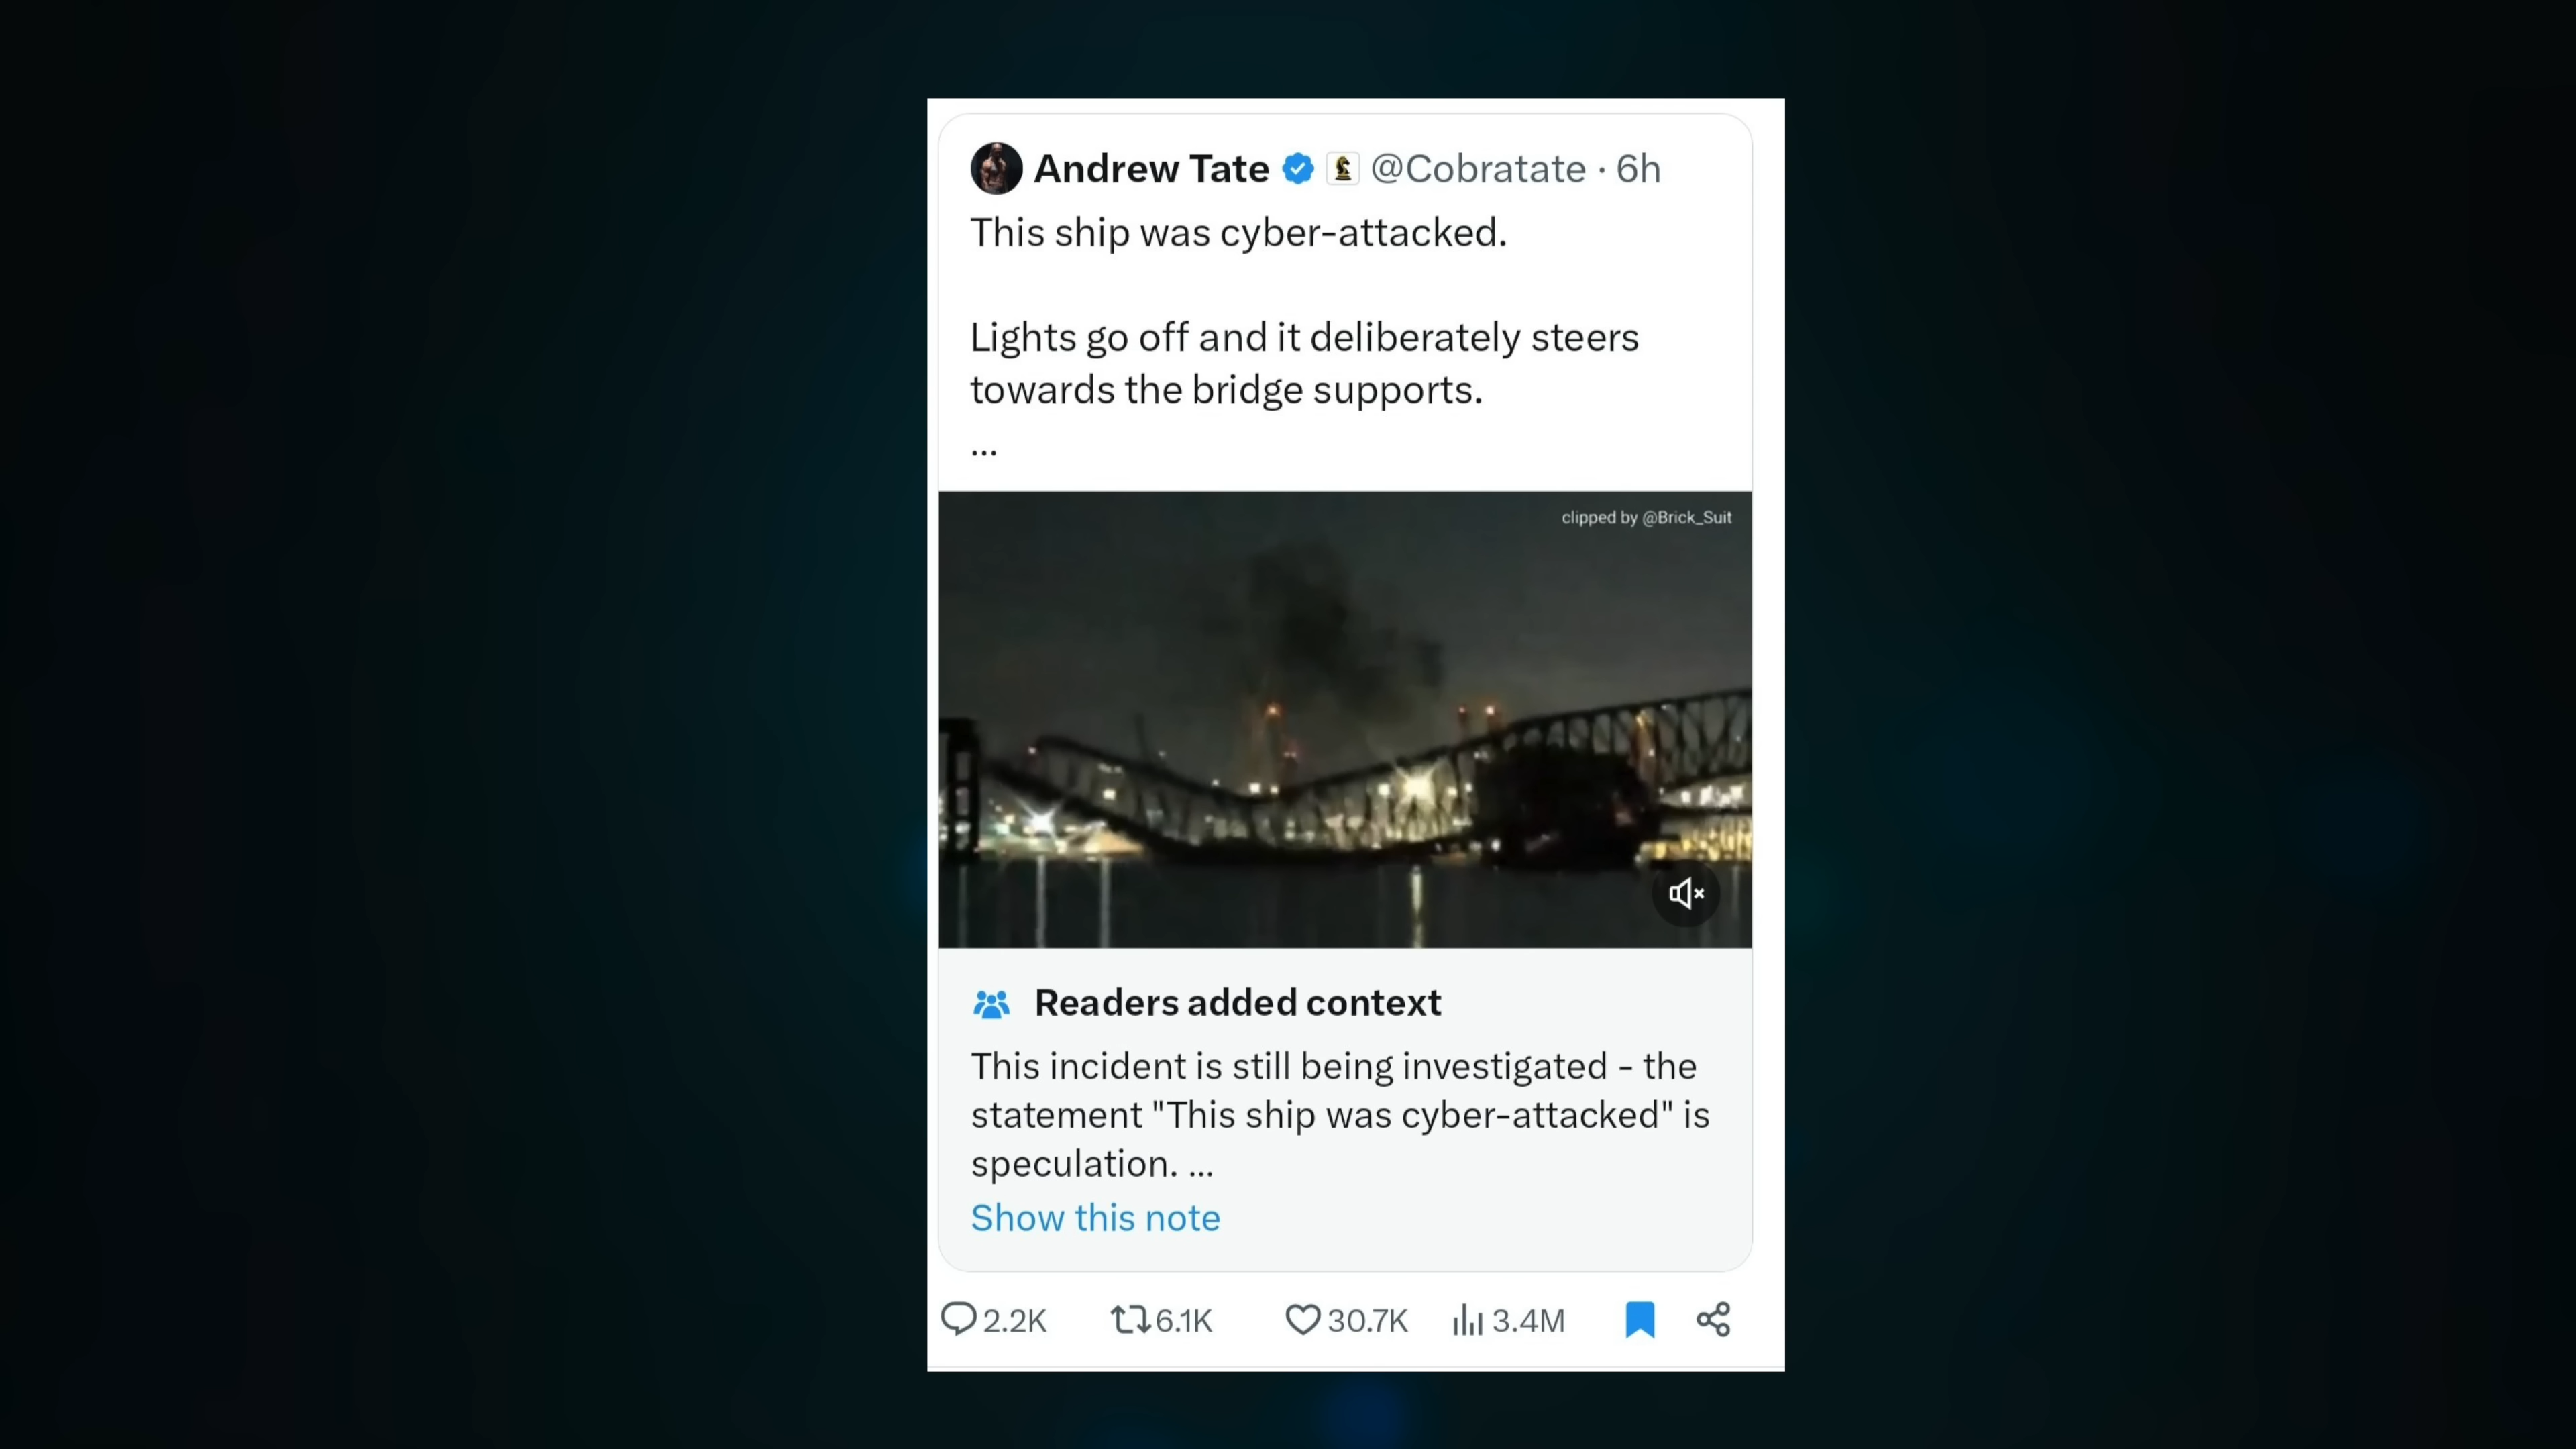 Andrew Tate @Cobratate · 6h
This ship was cyber-attacked.
Lights go off and it deliberately steers
towards the bridge supports.
...
clipped by @Brick_Suit
Readers added context
This incident is still being investigated - the
statement "This ship was cyber-attacked" is
speculation. ...
Show this note
2.2K 6.1K 30.7K 3.4M